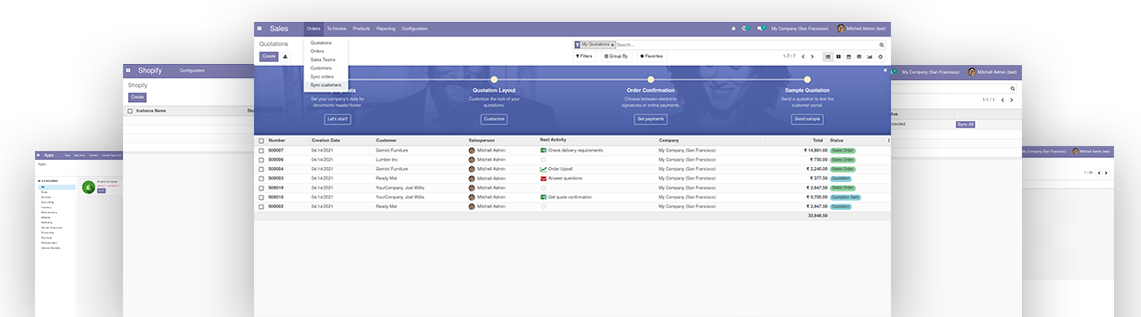 Sales
Orders To Invoice Products Reporting Configuration
My Company (San Francisco) Mitchell Admin (test)
Quotations
My Quotations × Search...
Create
Filters Group By Favorites
1-7 / 7
Quotations
Orders
Sales Teams
Customers
Sync orders
Sync customers
Set your company's data for
documents header/footer.
Let's start!
Quotation Layout
Customize the look of your
quotations.
Customize
Order Confirmation
Choose between electronic
signatures or online payments.
Set payments
Sample Quotation
Send a quotation to test the
customer portal.
Send sample
Number Creation Date Customer Salesperson Next Activity Company Total Status
S00007 04/14/2021 Gemini Furniture Mitchell Admin Check delivery requirements My Company (San Francisco) ₹ 14,981.00 Sales Order
S00006 04/14/2021 Lumber Inc Mitchell Admin My Company (San Francisco) ₹ 750.00 Sales Order
S00004 04/14/2021 Gemini Furniture Mitchell Admin Order Upsell My Company (San Francisco) ₹ 2,240.00 Sales Order
S00003 04/14/2021 Ready Mat Mitchell Admin Answer questions My Company (San Francisco) ₹ 377.50 Quotation
S00019 04/14/2021 YourCompany, Joel Willis Mitchell Admin My Company (San Francisco) ₹ 2,947.50 Sales Order
S00018 04/14/2021 YourCompany, Joel Willis Mitchell Admin Get quote confirmation My Company (San Francisco) ₹ 9,705.00 Quotation Sent
S00002 04/14/2021 Ready Mat Mitchell Admin My Company (San Francisco) ₹ 2,947.50 Quotation
33,948.50
Shopify
Configuration
Shopify
Create
Instance Name
My Company (San Francisco) Mitchell Admin (test)
1-1 / 1
Sync All
Apps
Mitchell Admin (test)